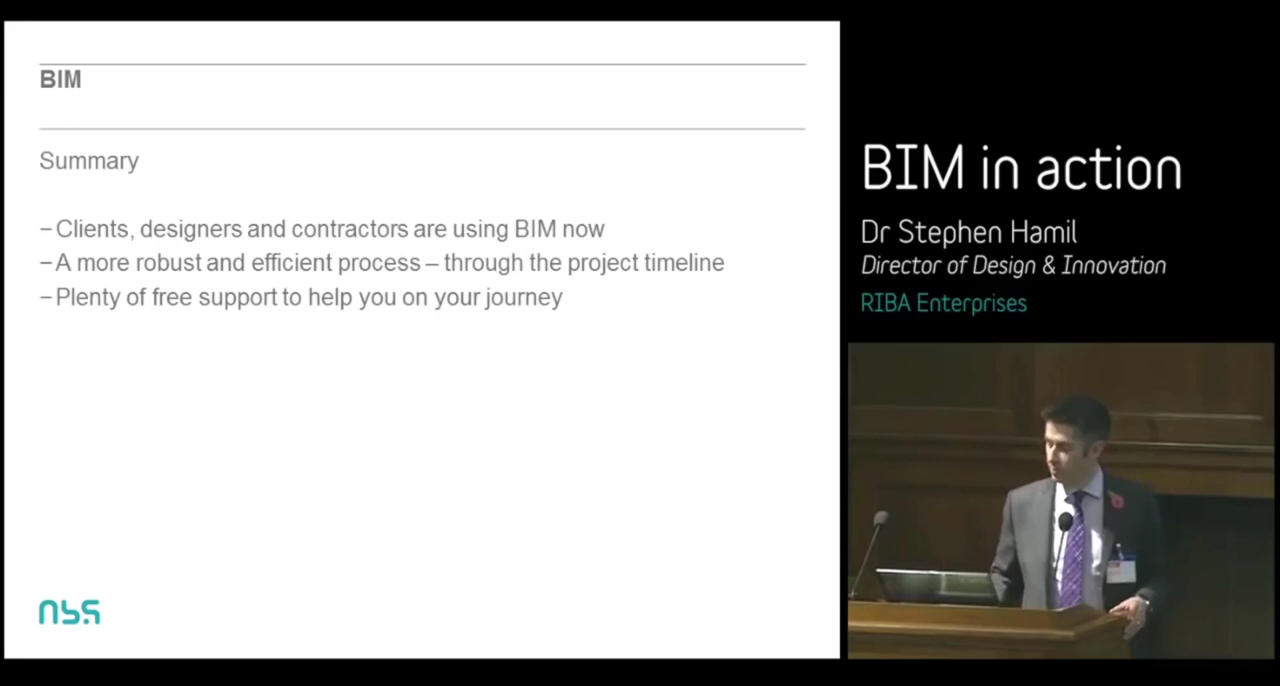 BIM
Summary
– Clients, designers and contractors are using BIM now
– A more robust and efficient process – through the project timeline
– Plenty of free support to help you on your journey
nbs
BIM in action
Dr Stephen Hamil
Director of Design & Innovation
RIBA Enterprises